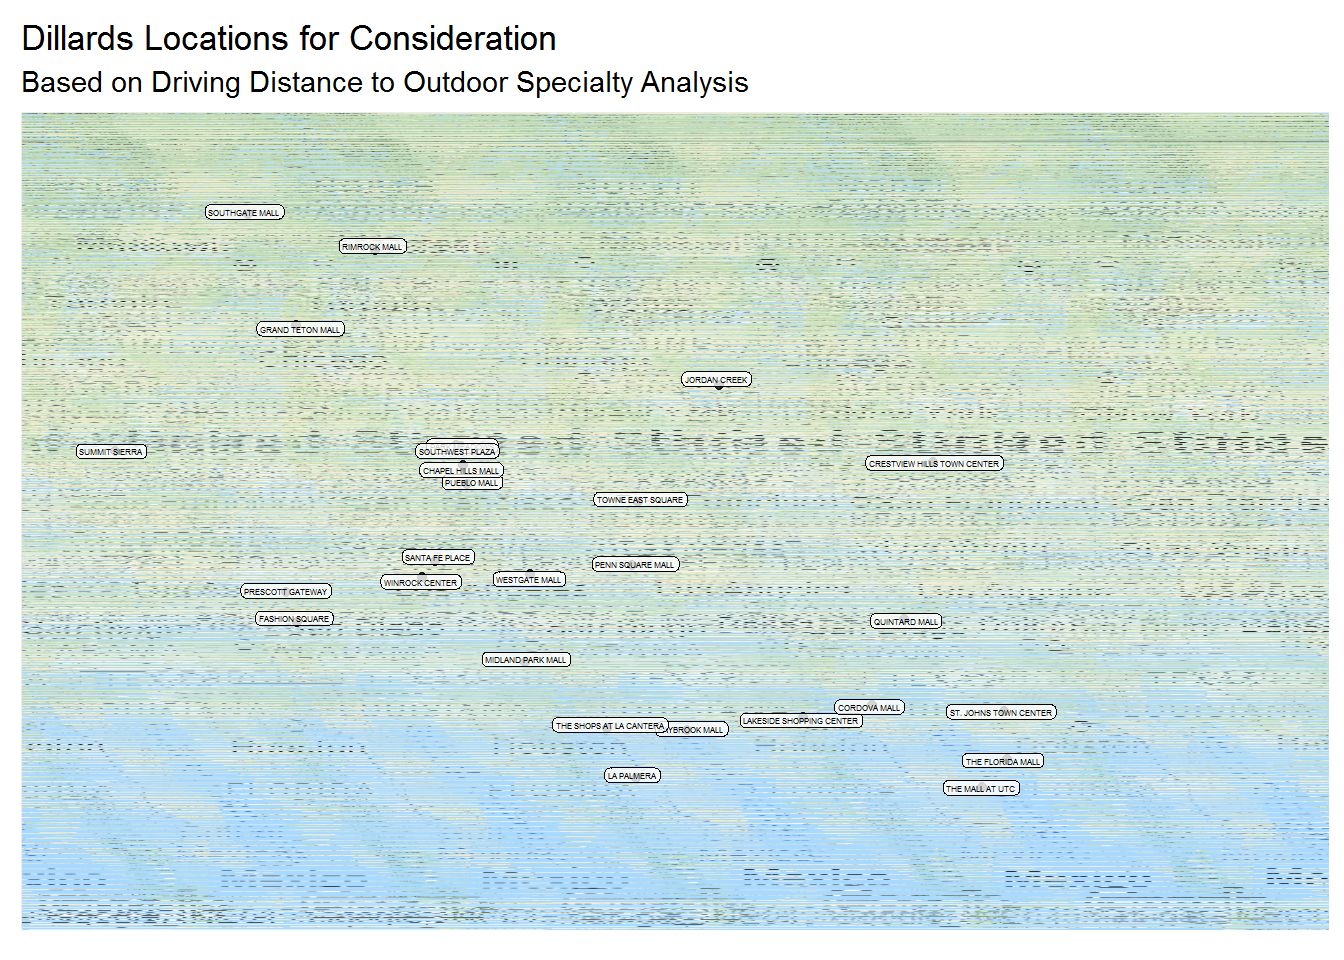 Dillards Locations for Consideration
Based on Driving Distance to Outdoor Specialty Analysis
SOUTHGATE MALL
RIMROCK MALL
GRAND TETON MALL
JORDAN CREEK
SUMMIT SIERRA
SOUTHWEST PLAZA
CRESTVIEW HILLS TOWN CENTER
CHAPEL HILLS MALL
PUEBLO MALL
TOWNE EAST SQUARE
SANTA FE PLACE
PENN SQUARE MALL
WESTGATE MALL
WINROCK CENTER
PRESCOTT GATEWAY
FASHION SQUARE
QUINTARD MALL
MIDLAND PARK MALL
CORDOVA MALL
ST. JOHNS TOWN CENTER
LAKESIDE SHOPPING CENTER
THE SHOPS AT LA CANTERA
YBROOK MALL
THE FLORIDA MALL
LA PALMERA
THE MALL AT UTC